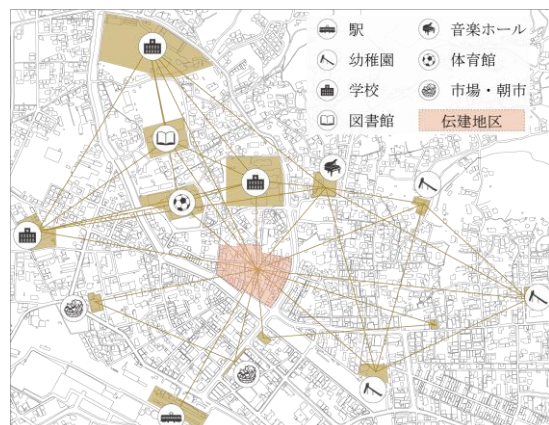 駅
音楽ホール
幼稚園
体育館
学校
市場・朝市
図書館
伝建地区